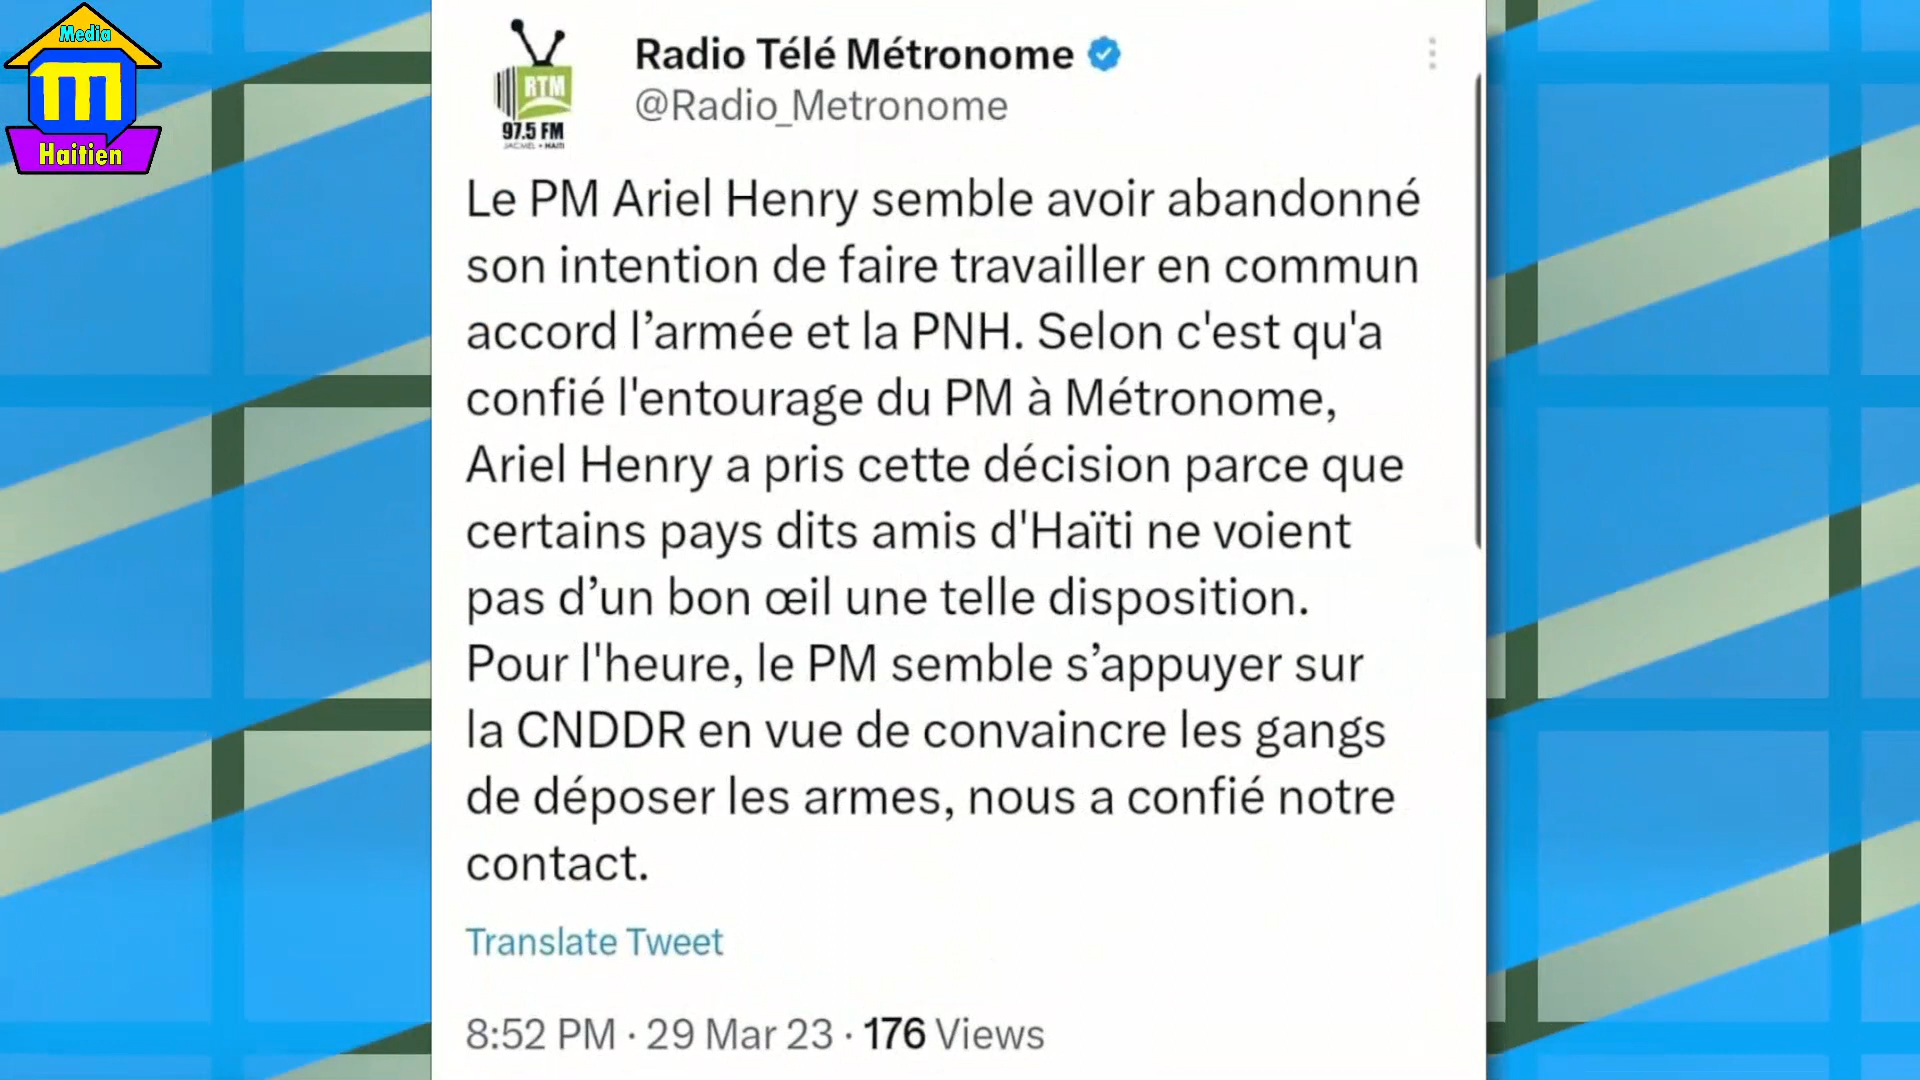 Media
m
Haitien
RTM
97.5 FM
JACMEL • HAITI
Radio Télé Métronome
@Radio_Metronome
Le PM Ariel Henry semble avoir abandonné
son intention de faire travailler en commun
accord l’armée et la PNH. Selon c'est qu'a
confié l'entourage du PM à Métronome,
Ariel Henry a pris cette décision parce que
certains pays dits amis d'Haïti ne voient
pas d’un bon œil une telle disposition.
Pour l'heure, le PM semble s’appuyer sur
la CNDDR en vue de convaincre les gangs
de déposer les armes, nous a confié notre
contact.
Translate Tweet
8:52 PM · 29 Mar 23 · 176 Views